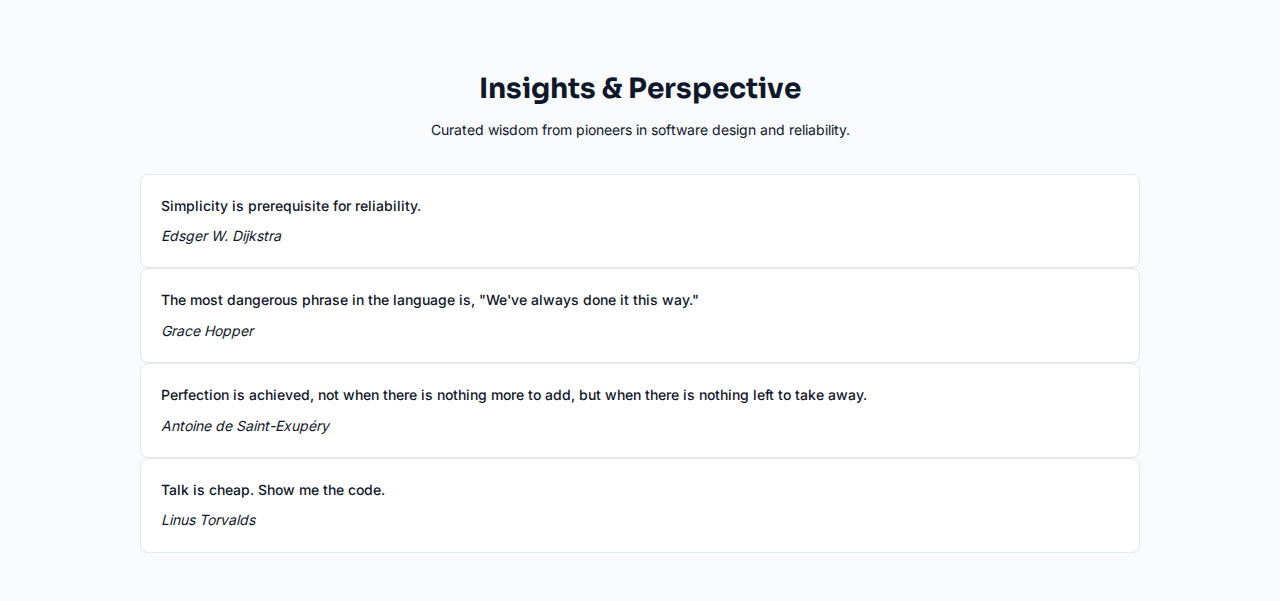 Insights & Perspective
Curated wisdom from pioneers in software design and reliability.
Simplicity is prerequisite for reliability.
Edsger W. Dijkstra
The most dangerous phrase in the language is, "We've always done it this way."
Grace Hopper
Perfection is achieved, not when there is nothing more to add, but when there is nothing left to take away.
Antoine de Saint-Exupéry
Talk is cheap. Show me the code.
Linus Torvalds